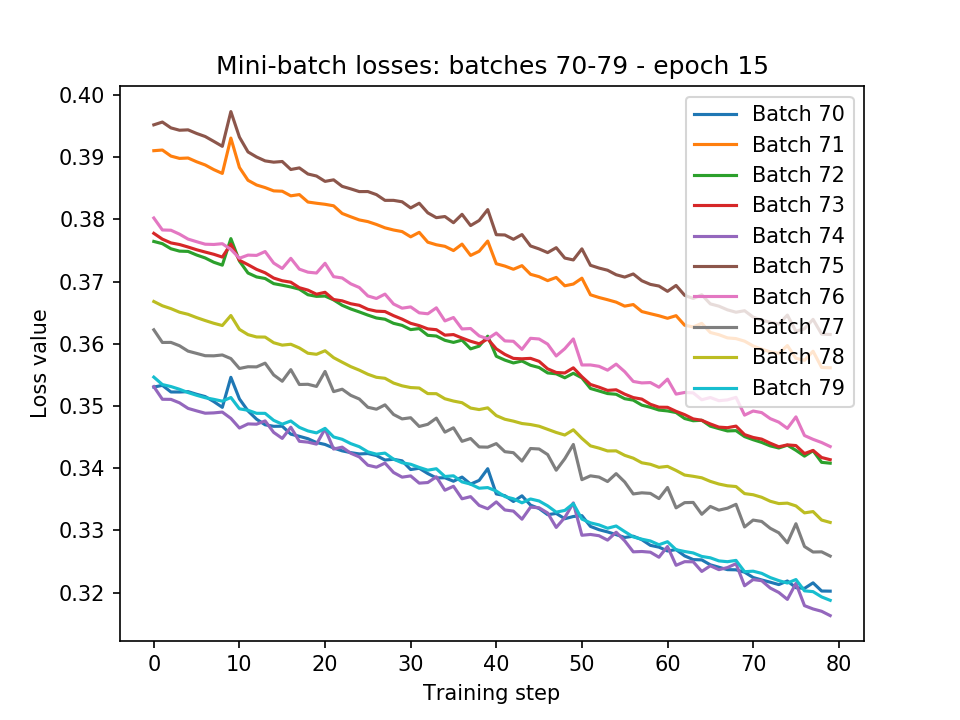 Mini-batch losses: batches 70-79 - epoch 15
Loss value
0.40
0.39
0.38
0.37
0.36
0.35
0.34
0.33
0.32
Batch 70
Batch 71
Batch 72
Batch 73
Batch 74
Batch 75
Batch 76
Batch 77
Batch 78
Batch 79
0 10 20 30 40 50 60 70 80
Training step